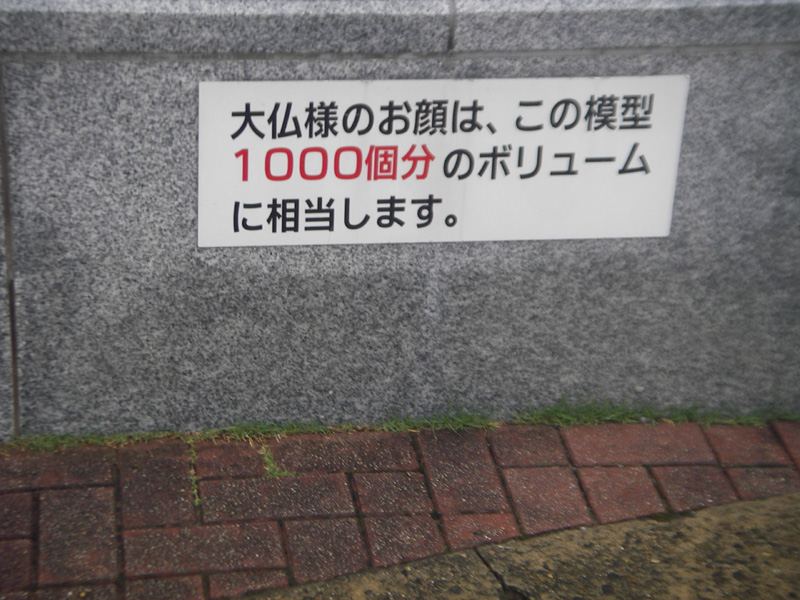 大仏様のお顔は、この模型
1000個分のボリューム
に相当します。